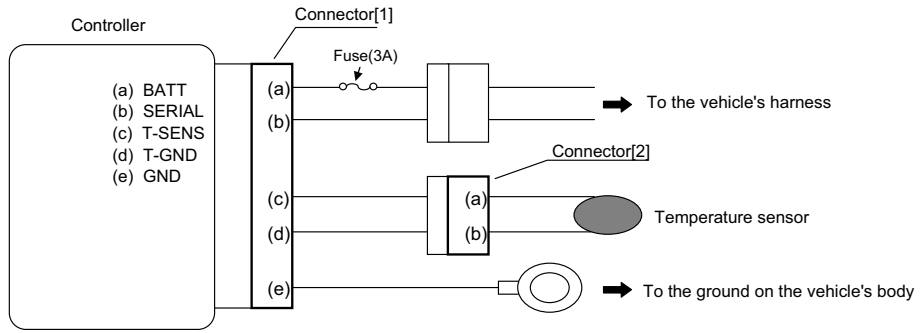 Connector[1]
Controller
Fuse(3A)
(a) BATT
(b) SERIAL
(c) T-SENS
(d) T-GND
(e) GND
(a)
(b)
To the vehicle's harness
Connector[2]
(c)
(d)
(a)
(b)
Temperature sensor
(e)
To the ground on the vehicle's body